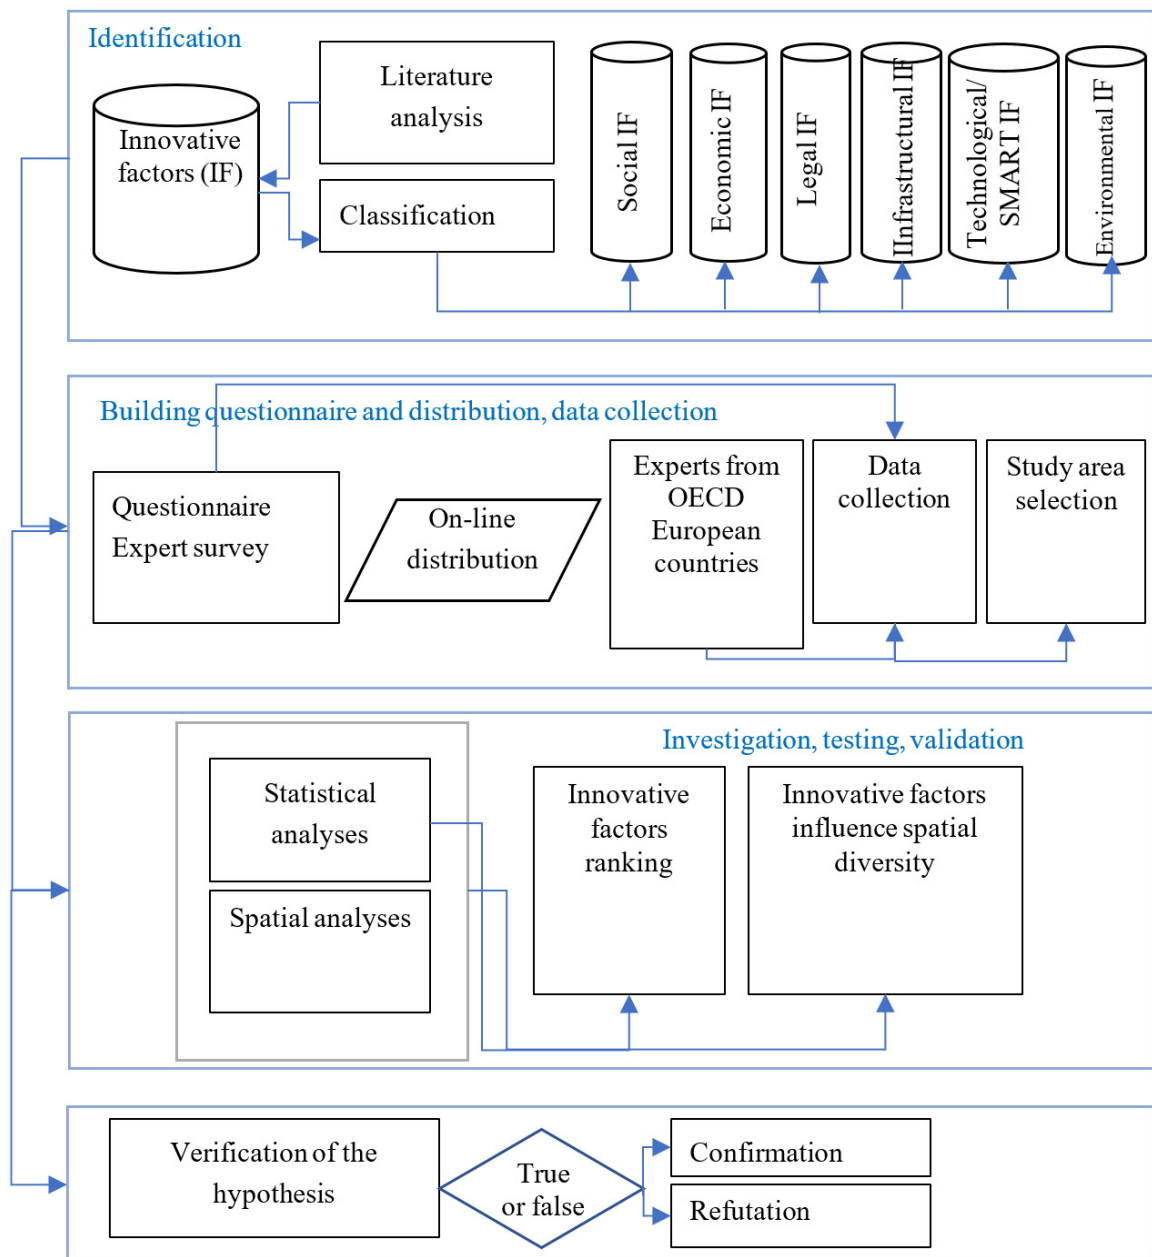 Identification
Literature
analysis
Innovative
factors (IF)
Classification
Social IF
Economic IF
Legal IF
IInfrastructural IF
Technological/
SMART IF
Environmental IF
Building questionnaire and distribution, data collection
Questionnaire
Expert survey
On-line
distribution
Experts from
OECD
European
countries
Data
collection
Study area
selection
Investigation, testing, validation
Statistical
analyses
Spatial analyses
Innovative
factors
ranking
Innovative factors
influence spatial
diversity
Verification of the
hypothesis
True
or false
Confirmation
Refutation